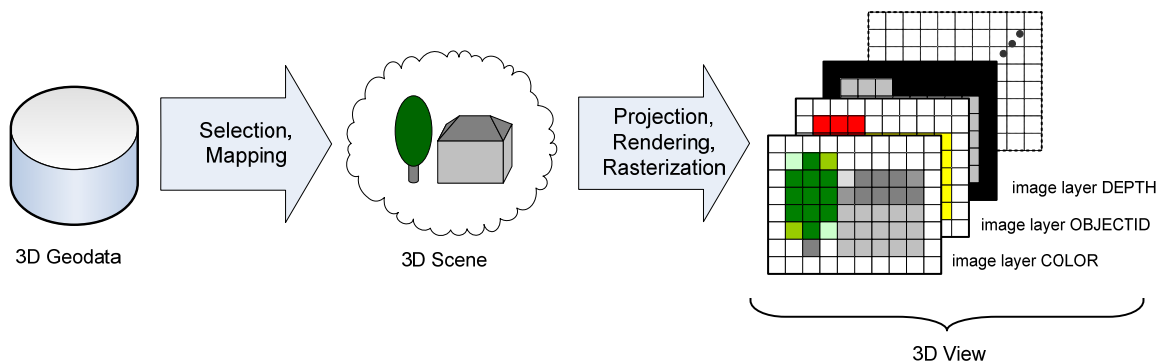 3D Geodata
Selection,
Mapping
3D Scene
Projection,
Rendering,
Rasterization
image layer DEPTH
image layer OBJECTID
image layer COLOR
3D View